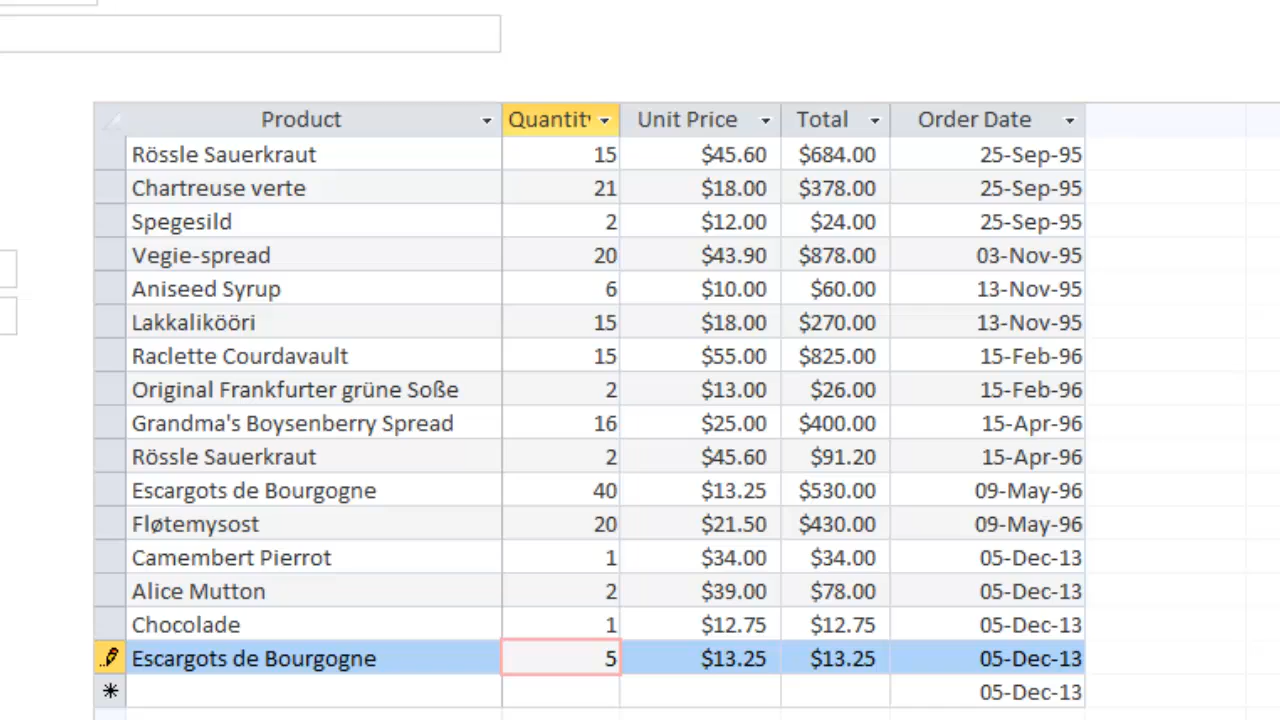 Product Quantity Unit Price Total Order Date
Rössle Sauerkraut 15 $45.60 $684.00 25-Sep-95
Chartreuse verte 21 $18.00 $378.00 25-Sep-95
Spegesild 2 $12.00 $24.00 25-Sep-95
Vegie-spread 20 $43.90 $878.00 03-Nov-95
Aniseed Syrup 6 $10.00 $60.00 13-Nov-95
Lakkalikööri 15 $18.00 $270.00 13-Nov-95
Raclette Courdavault 15 $55.00 $825.00 15-Feb-96
Original Frankfurter grüne Soße 2 $13.00 $26.00 15-Feb-96
Grandma's Boysenberry Spread 16 $25.00 $400.00 15-Apr-96
Rössle Sauerkraut 2 $45.60 $91.20 15-Apr-96
Escargots de Bourgogne 40 $13.25 $530.00 09-May-96
Fløtemysost 20 $21.50 $430.00 09-May-96
Camembert Pierrot 1 $34.00 $34.00 05-Dec-13
Alice Mutton 2 $39.00 $78.00 05-Dec-13
Chocolade 1 $12.75 $12.75 05-Dec-13
Escargots de Bourgogne 5 $13.25 $13.25 05-Dec-13
05-Dec-13